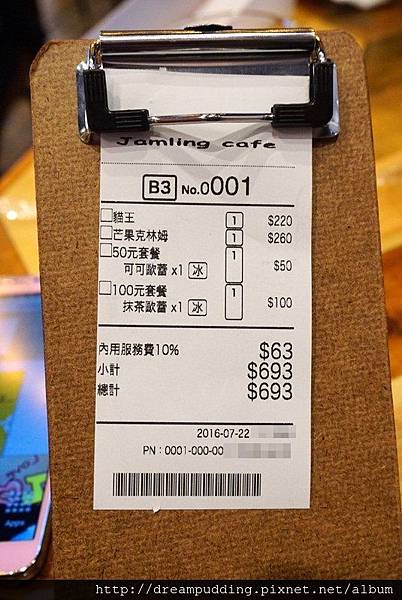 Jamling cafe
B3 No.0001
貓王 1 $220
芒果克林姆 1 $260
50元套餐 1
可可歐蕾 x1 冰 $50
100元套餐 1
抹茶歐蕾 x1 冰 $100
內用服務費10% $63
小計 $693
總計 $693
2016-07-22
PN : 0001-000-00
Apps
http://dreampudding.pixnet.net/album